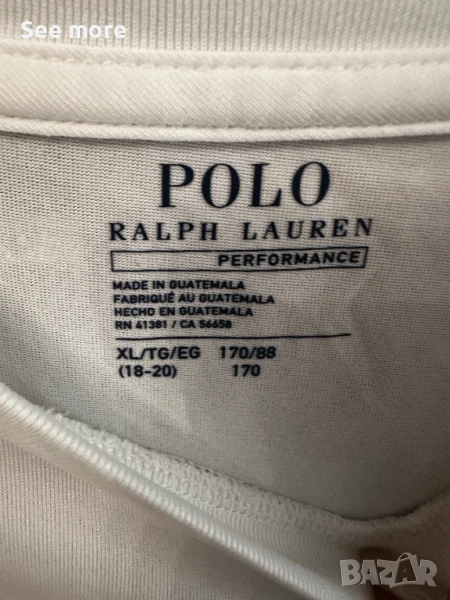 See more
POLO
RALPH LAUREN
PERFORMANCE
MADE IN GUATEMALA
FABRIQUÉ AU GUATEMALA
HECHO EN GUATEMALA
RN 41381 / CA 56658
XL/TG/EG 170/88
(18-20) 170
BAZAR